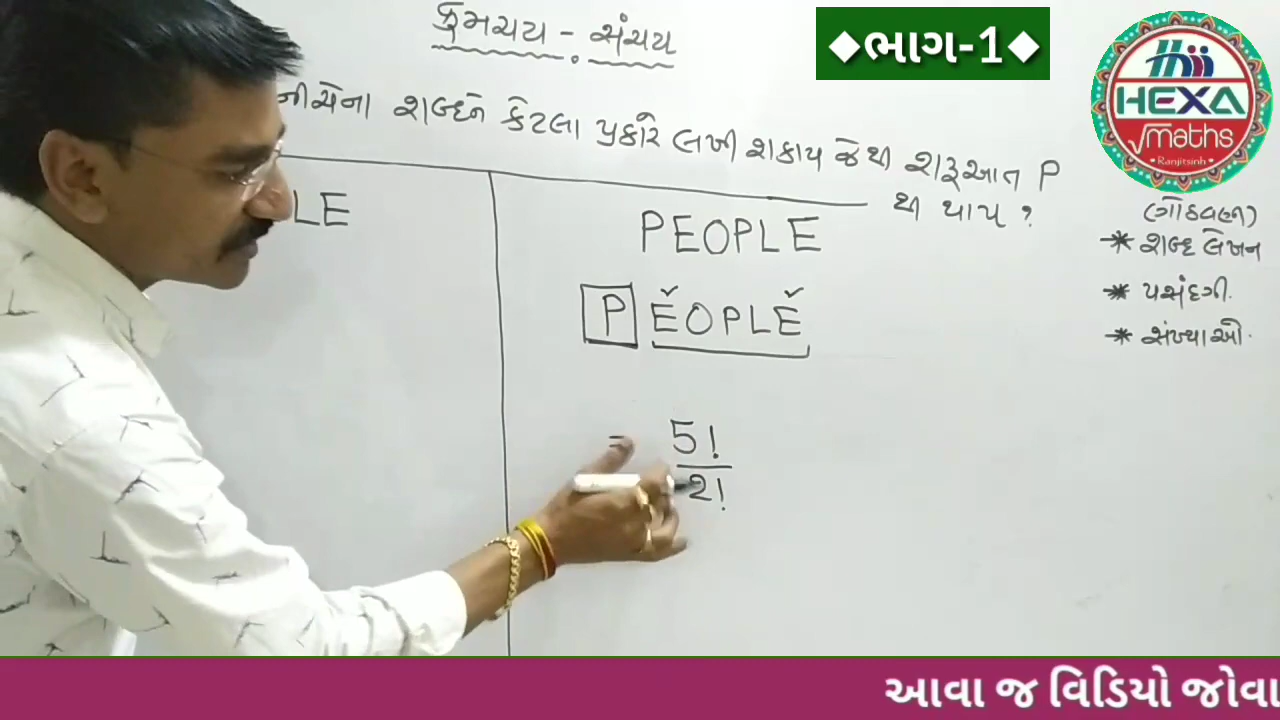 ક્રમચય - સંચય
◆ભાગ-1◆
HEXA
√maths
Ranjitsinh
નીચેના શબ્દને કેટલા પ્રકારે લખી શકાય જેથી શરૂઆત P
થી થાય ?
LE
PEOPLE
P EOPLE
= 5!
2!
(ગોઠવણ)
* શબ્દ લેખન
* પસંદગી.
* સંખ્યાઓ.
આવા જ વિડિયો જોવા